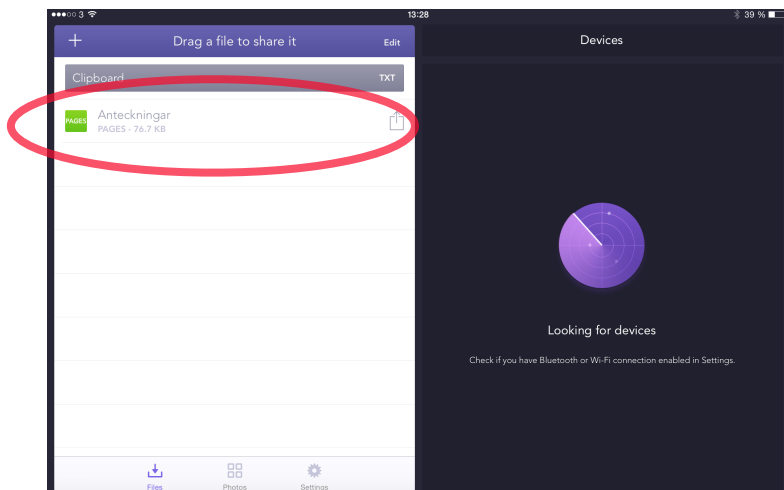 3 13:28 39 %
+ Drag a file to share it Edit
Devices
Clipboard TXT
PAGES Anteckningar
PAGES - 76.7 KB
Looking for devices
Check if you have Bluetooth or Wi-Fi connection enabled in Settings.
Files Photos Settings